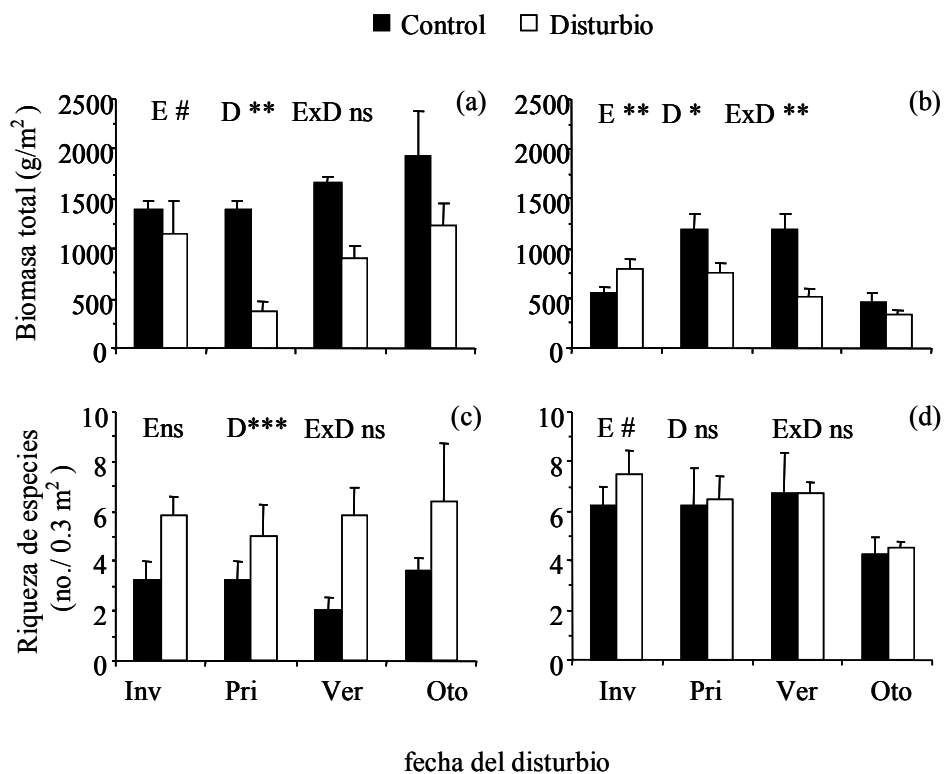 Control Disturbio
Biomasa total (g/m²)
2500
2000
1500
1000
500
0
E # D ** ExD ns (a)
2500
2000
1500
1000
500
0
E ** D * ExD ** (b)
Riqueza de especies
(no./ 0.3 m²)
10
8
6
4
2
0
Ens D*** ExD ns (c)
Inv Pri Ver Oto
10
8
6
4
2
0
E # D ns ExD ns (d)
Inv Pri Ver Oto
fecha del disturbio